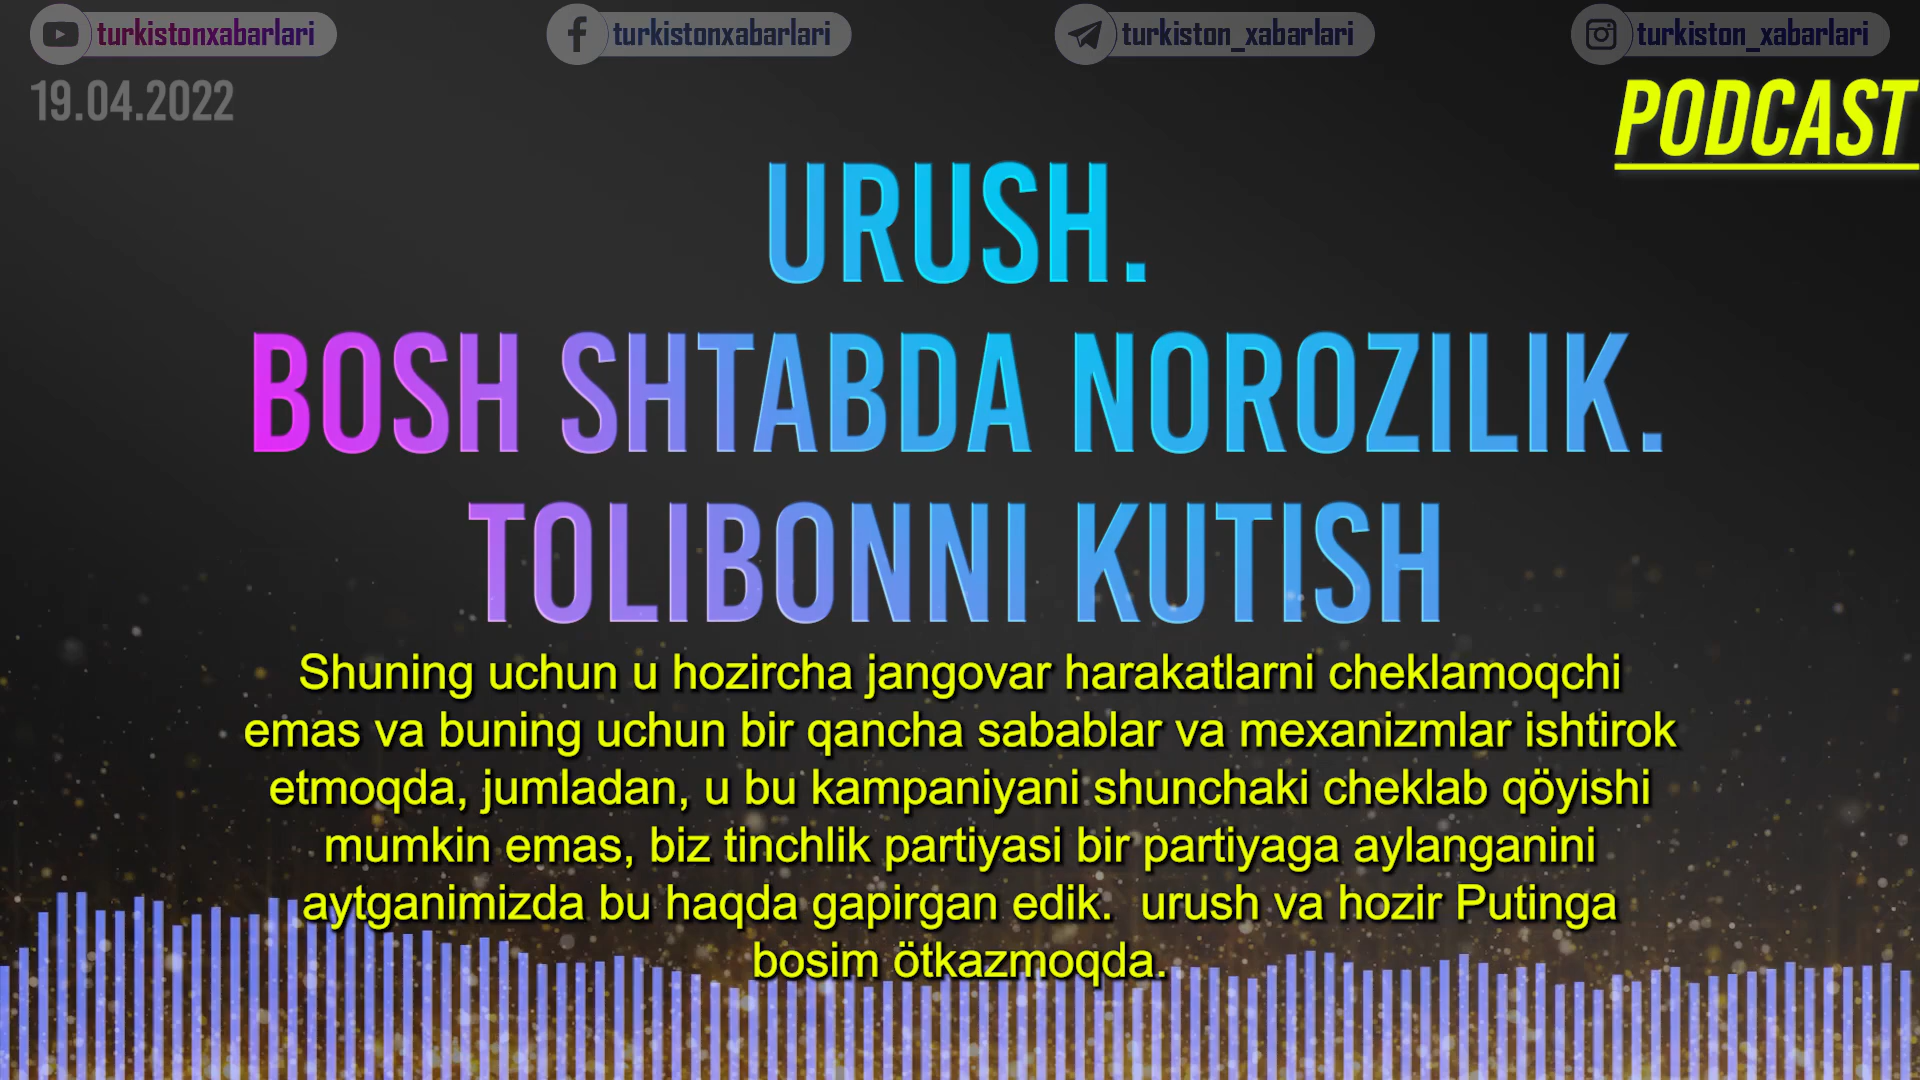 turkistonxabarlari
turkistonxabarlari
turkiston_xabarlari
turkiston_xabarlari
19.04.2022
PODCAST
URUSH.
BOSH SHTABDA NOROZILIK.
TOLIBONNI KUTISH
Shuning uchun u hozircha jangovar harakatlarni cheklamoqchi
emas va buning uchun bir qancha sabablar va mexanizmlar ishtirok
etmoqda, jumladan, u bu kampaniyani shunchaki cheklab qöyishi
mumkin emas, biz tinchlik partiyasi bir partiyaga aylanganini
aytganimizda bu haqda gapirgan edik.  urush va hozir Putinga
bosim ötkazmoqda.